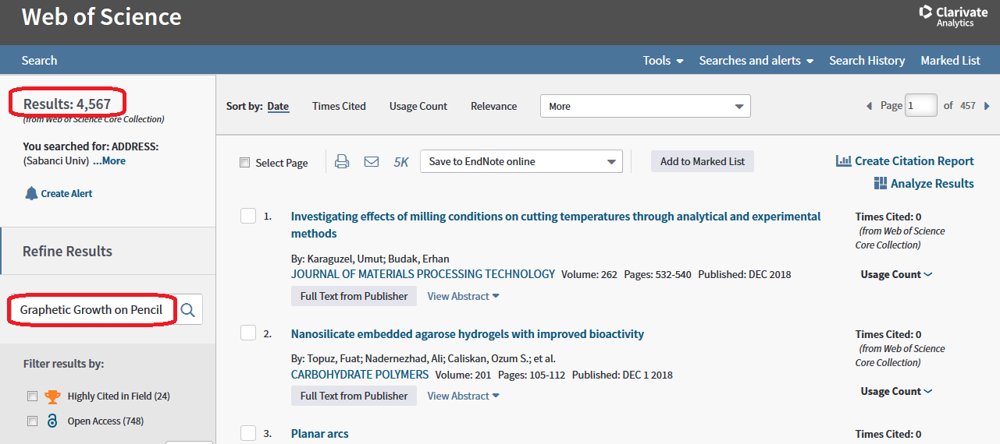 Web of Science
Clarivate
Analytics
Search
Tools
Searches and alerts
Search History
Marked List
Results: 4,567
(from Web of Science Core Collection)
You searched for: ADDRESS:
(Sabanci Univ) ...More
Create Alert
Refine Results
Graphetic Growth on Pencil
Filter results by:
Highly Cited in Field (24)
Open Access (748)
Sort by: Date Times Cited Usage Count Relevance More
Page 1 of 457
Select Page 5K Save to EndNote online Add to Marked List
Create Citation Report
Analyze Results
1. Investigating effects of milling conditions on cutting temperatures through analytical and experimental
methods
By: Karaguzel, Umut; Budak, Erhan
JOURNAL OF MATERIALS PROCESSING TECHNOLOGY Volume: 262 Pages: 532-540 Published: DEC 2018
Full Text from Publisher View Abstract
Times Cited: 0
(from Web of Science
Core Collection)
Usage Count
2. Nanosilicate embedded agarose hydrogels with improved bioactivity
By: Topuz, Fuat; Nadernezhad, Ali; Caliskan, Ozum S.; et al.
CARBOHYDRATE POLYMERS Volume: 201 Pages: 105-112 Published: DEC 1 2018
Full Text from Publisher View Abstract
Times Cited: 0
(from Web of Science
Core Collection)
Usage Count
3. Planar arcs
Times Cited: 0